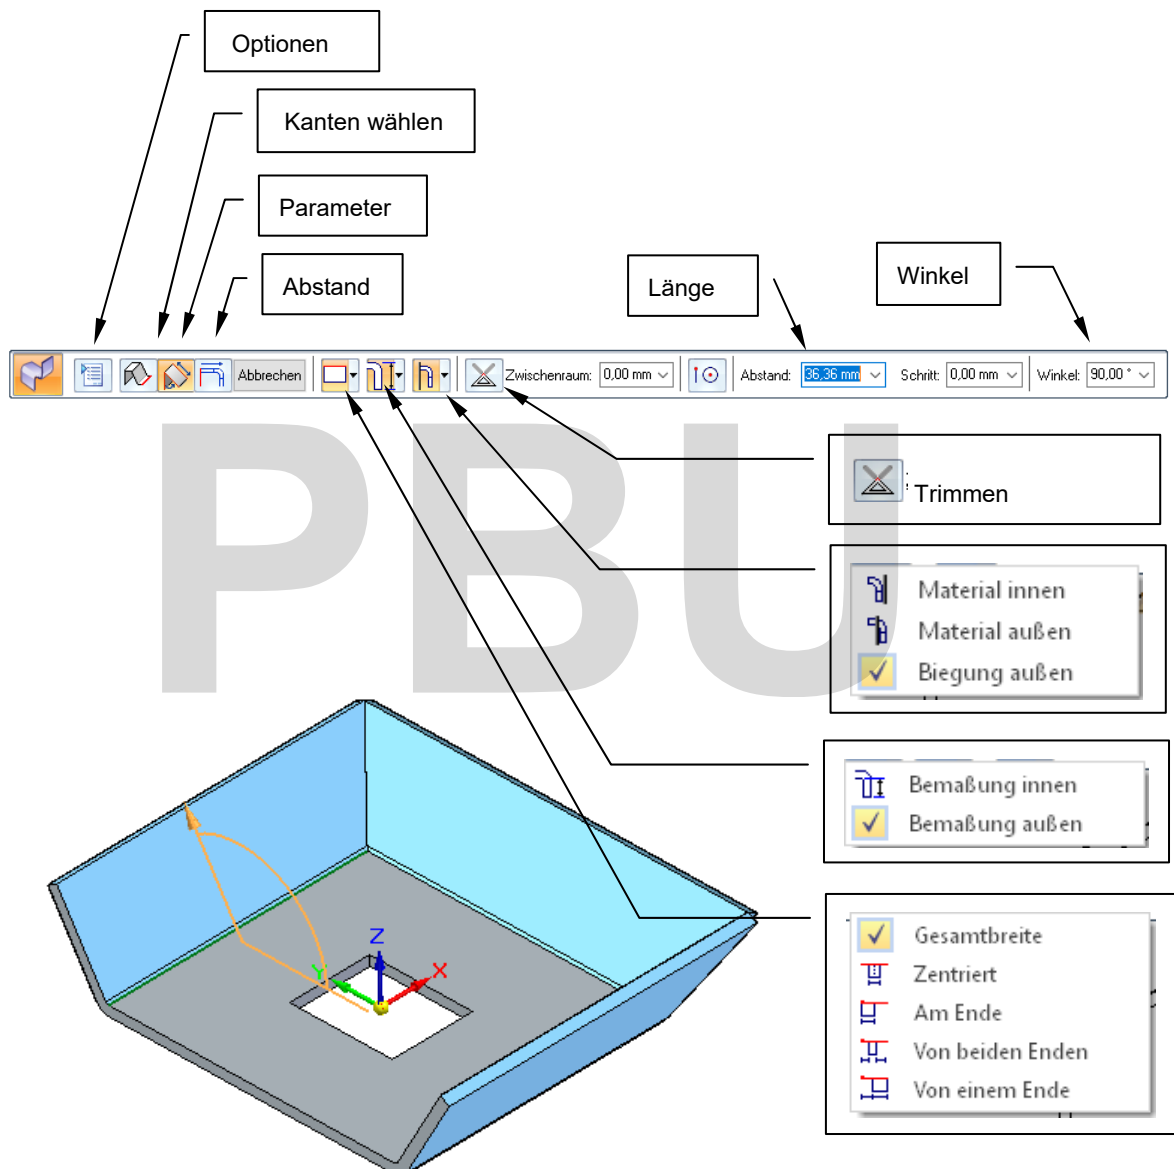 Optionen
Kanten wählen
Parameter
Abstand
Länge
Winkel
Abbrechen
Zwischenraum: 0,00 mm
Abstand: 36,36 mm
Schritt: 0,00 mm
Winkel: 90,00 °
PBU
Trimmen
Material innen
Material außen
Biegung außen
Bemaßung innen
Bemaßung außen
Gesamtbreite
Zentriert
Am Ende
Von beiden Enden
Von einem Ende
Z
Y
X